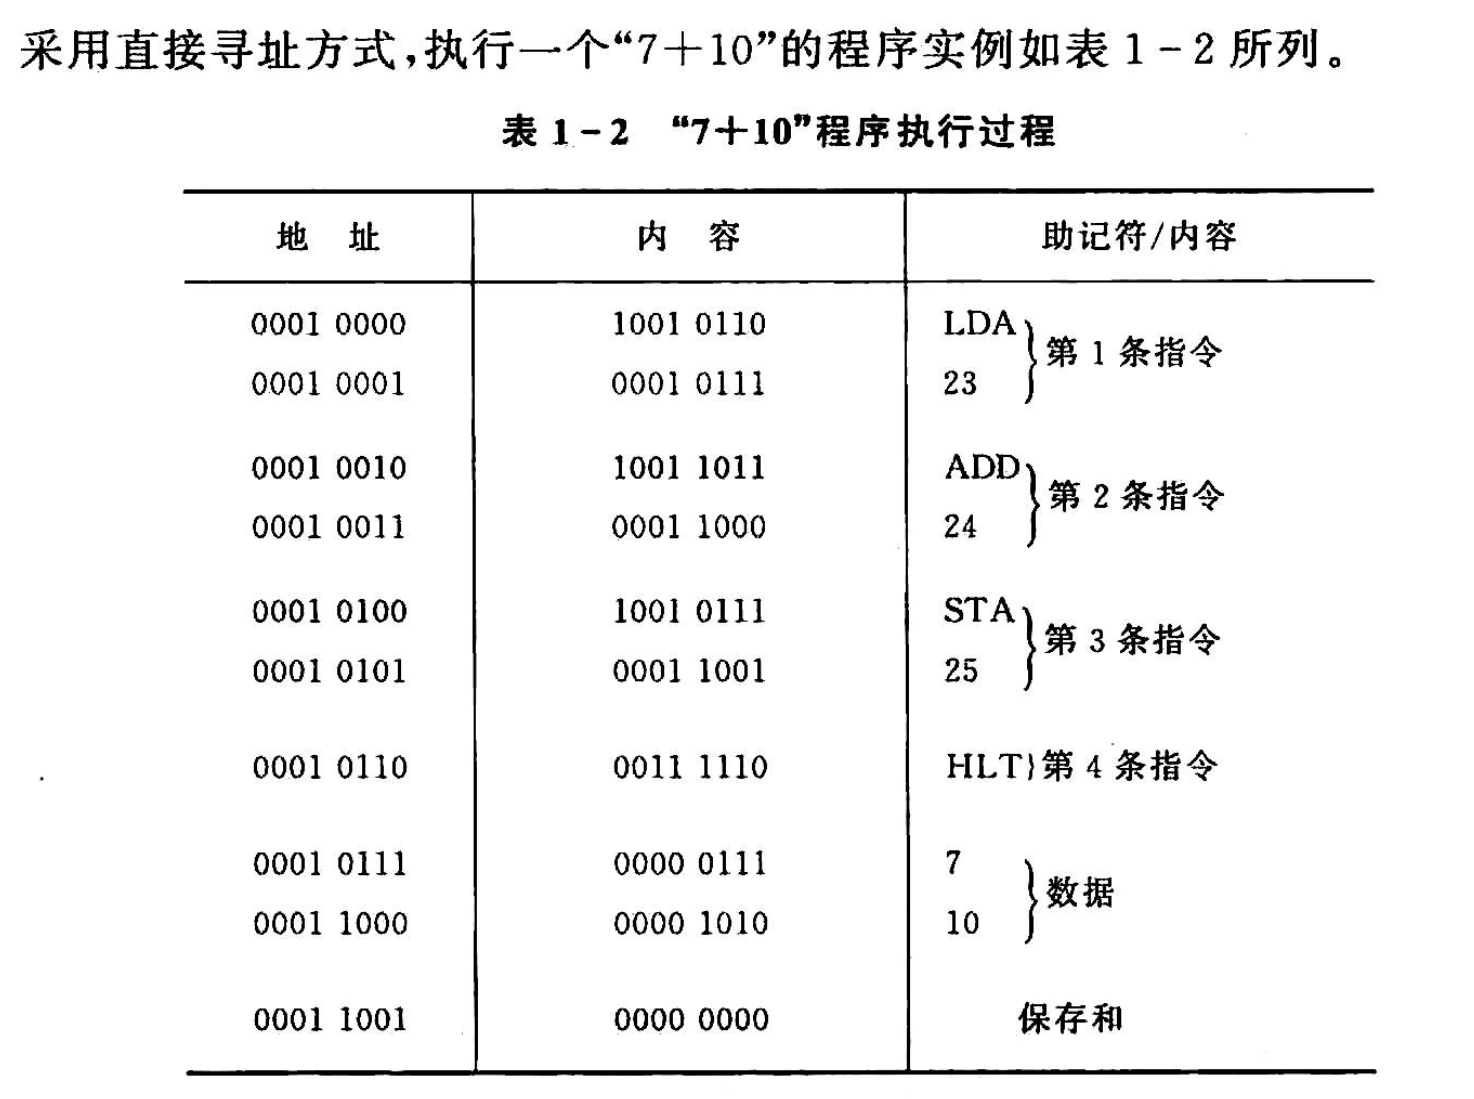 采用直接寻址方式,执行一个“7+10”的程序实例如表 1-2 所列。
表 1-2 “7+10”程序执行过程
地 址 内 容 助记符/内容
0001 0000 1001 0110 LDA
第 1 条指令
0001 0001 0001 0111 23
0001 0010 1001 1011 ADD
第 2 条指令
0001 0011 0001 1000 24
0001 0100 1001 0111 STA
第 3 条指令
0001 0101 0001 1001 25
0001 0110 0011 1110 HLT}第 4 条指令
0001 0111 0000 0111 7
数据
0001 1000 0000 1010 10
0001 1001 0000 0000 保存和